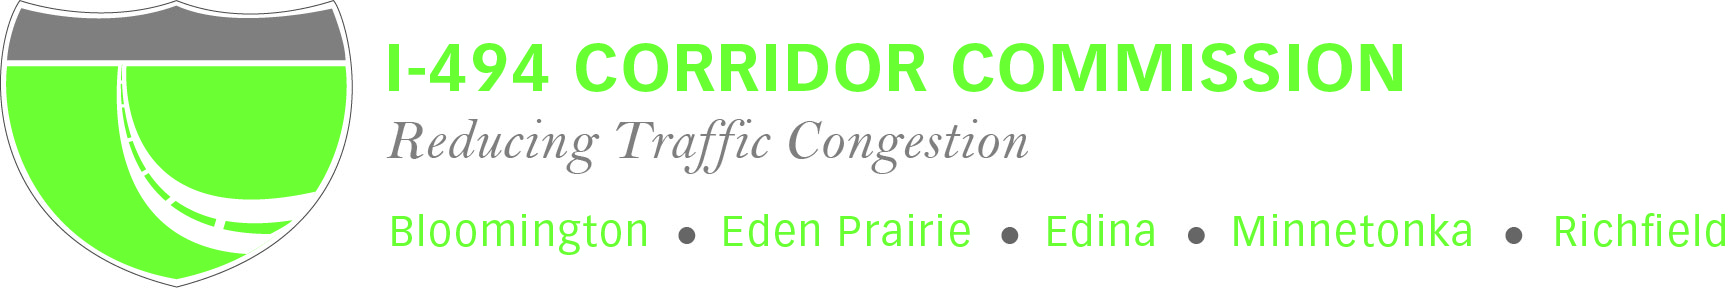 I-494 CORRIDOR COMMISSION
Reducing Traffic Congestion
Bloomington • Eden Prairie • Edina • Minnetonka • Richfield